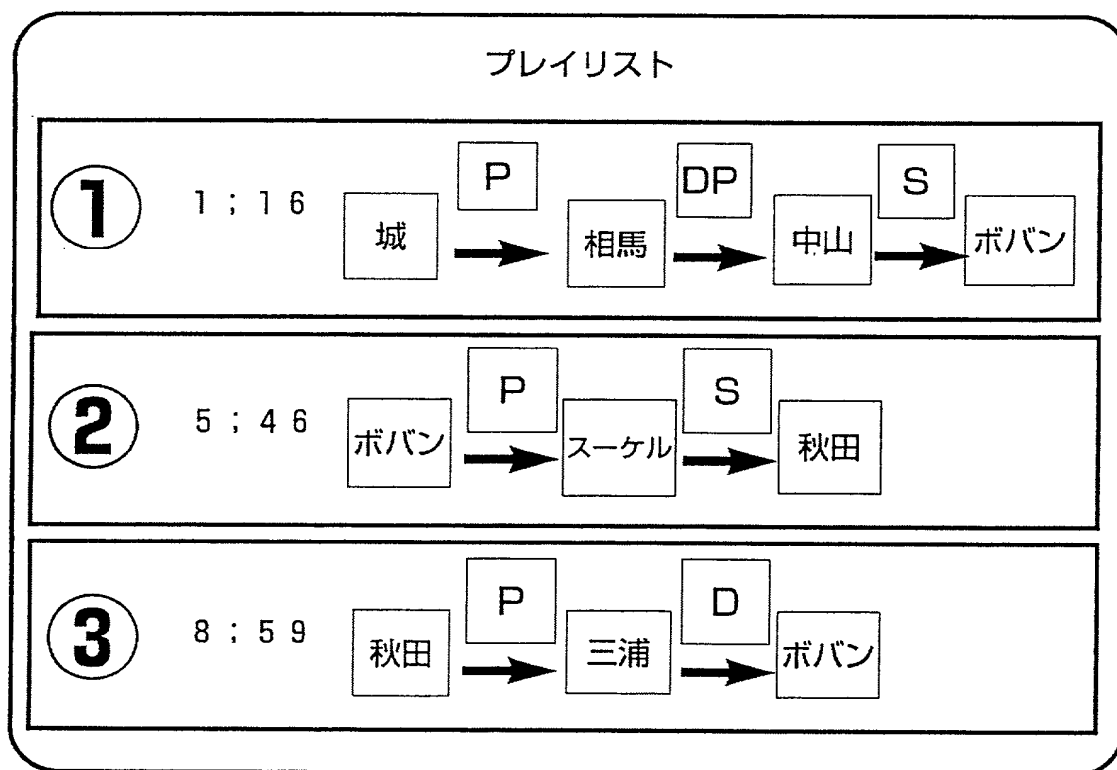 プレイリスト
P DP S
① 1;16 城 相馬 中山 ボバン
P S
② 5;46 ボバン スーケル 秋田
P D
③ 8;59 秋田 三浦 ボバン